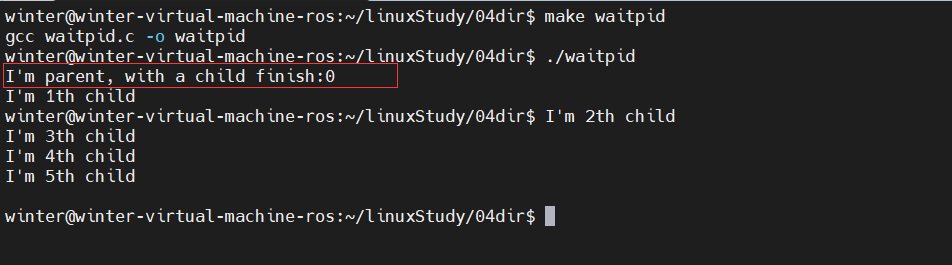 winter@winter-virtual-machine-ros:~/linuxStudy/04dir$ make waitpid
gcc waitpid.c -o waitpid
winter@winter-virtual-machine-ros:~/linuxStudy/04dir$ ./waitpid
I'm parent, with a child finish:0
I'm 1th child
winter@winter-virtual-machine-ros:~/linuxStudy/04dir$ I'm 2th child
I'm 3th child
I'm 4th child
I'm 5th child
winter@winter-virtual-machine-ros:~/linuxStudy/04dir$